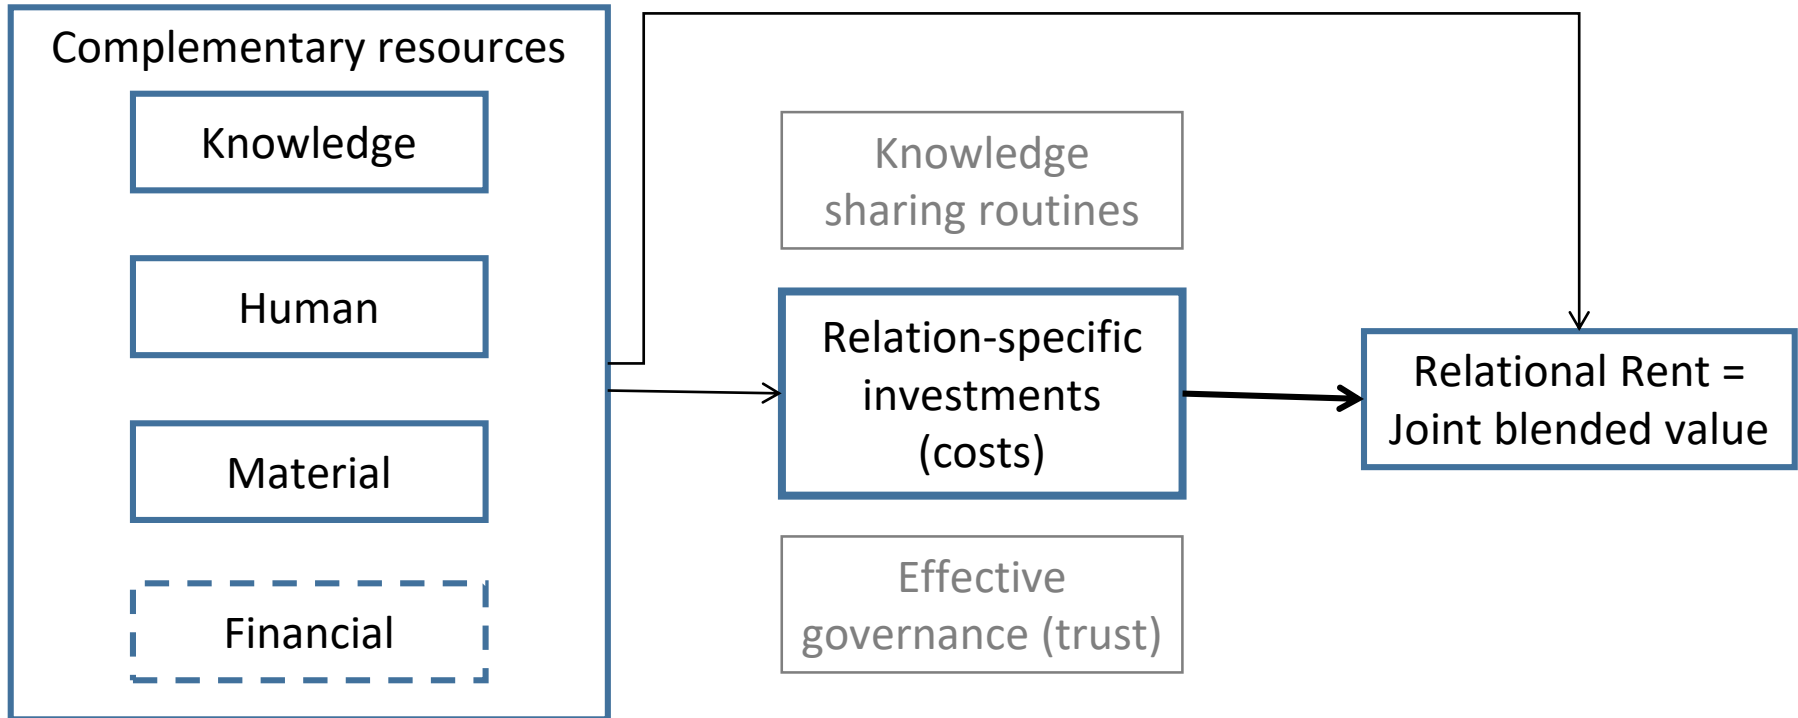 Complementary resources
Knowledge
Human
Material
Financial
Knowledge
sharing routines
Relation-specific
investments
(costs)
Effective
governance (trust)
Relational Rent =
Joint blended value